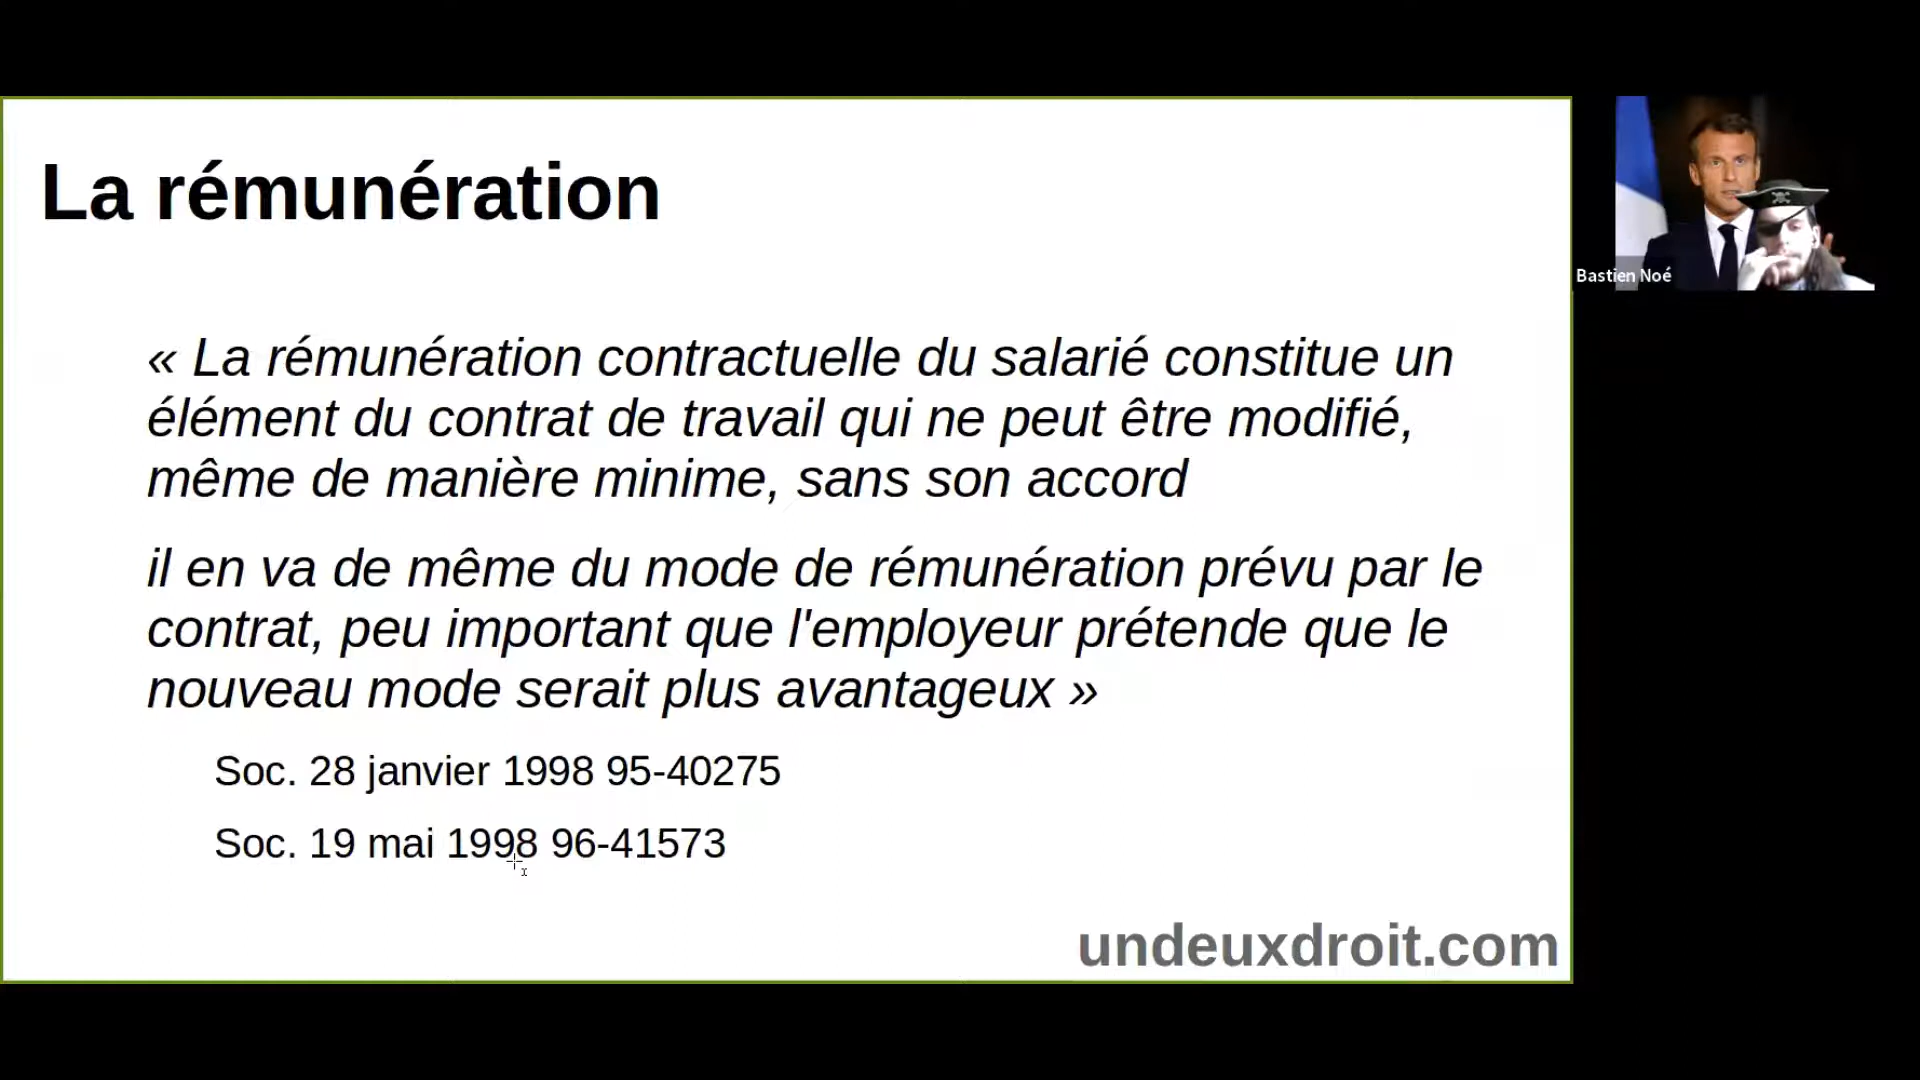 La rémunération
« La rémunération contractuelle du salarié constitue un
élément du contrat de travail qui ne peut être modifié,
même de manière minime, sans son accord
il en va de même du mode de rémunération prévu par le
contrat, peu important que l'employeur prétende que le
nouveau mode serait plus avantageux »
Soc. 28 janvier 1998 95-40275
Soc. 19 mai 1998 96-41573
undeuxdroit.com
Bastien Noé